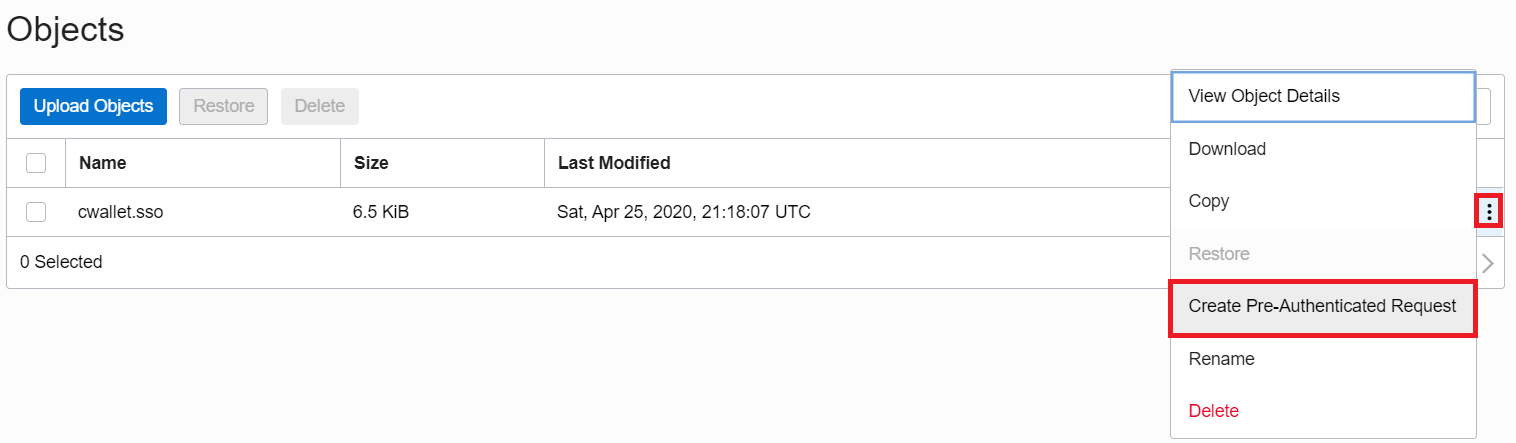 Objects
Upload Objects Restore Delete
Name Size Last Modified
cwallet.sso 6.5 KiB Sat, Apr 25, 2020, 21:18:07 UTC
0 Selected
View Object Details
Download
Copy
Restore
Create Pre-Authenticated Request
Rename
Delete